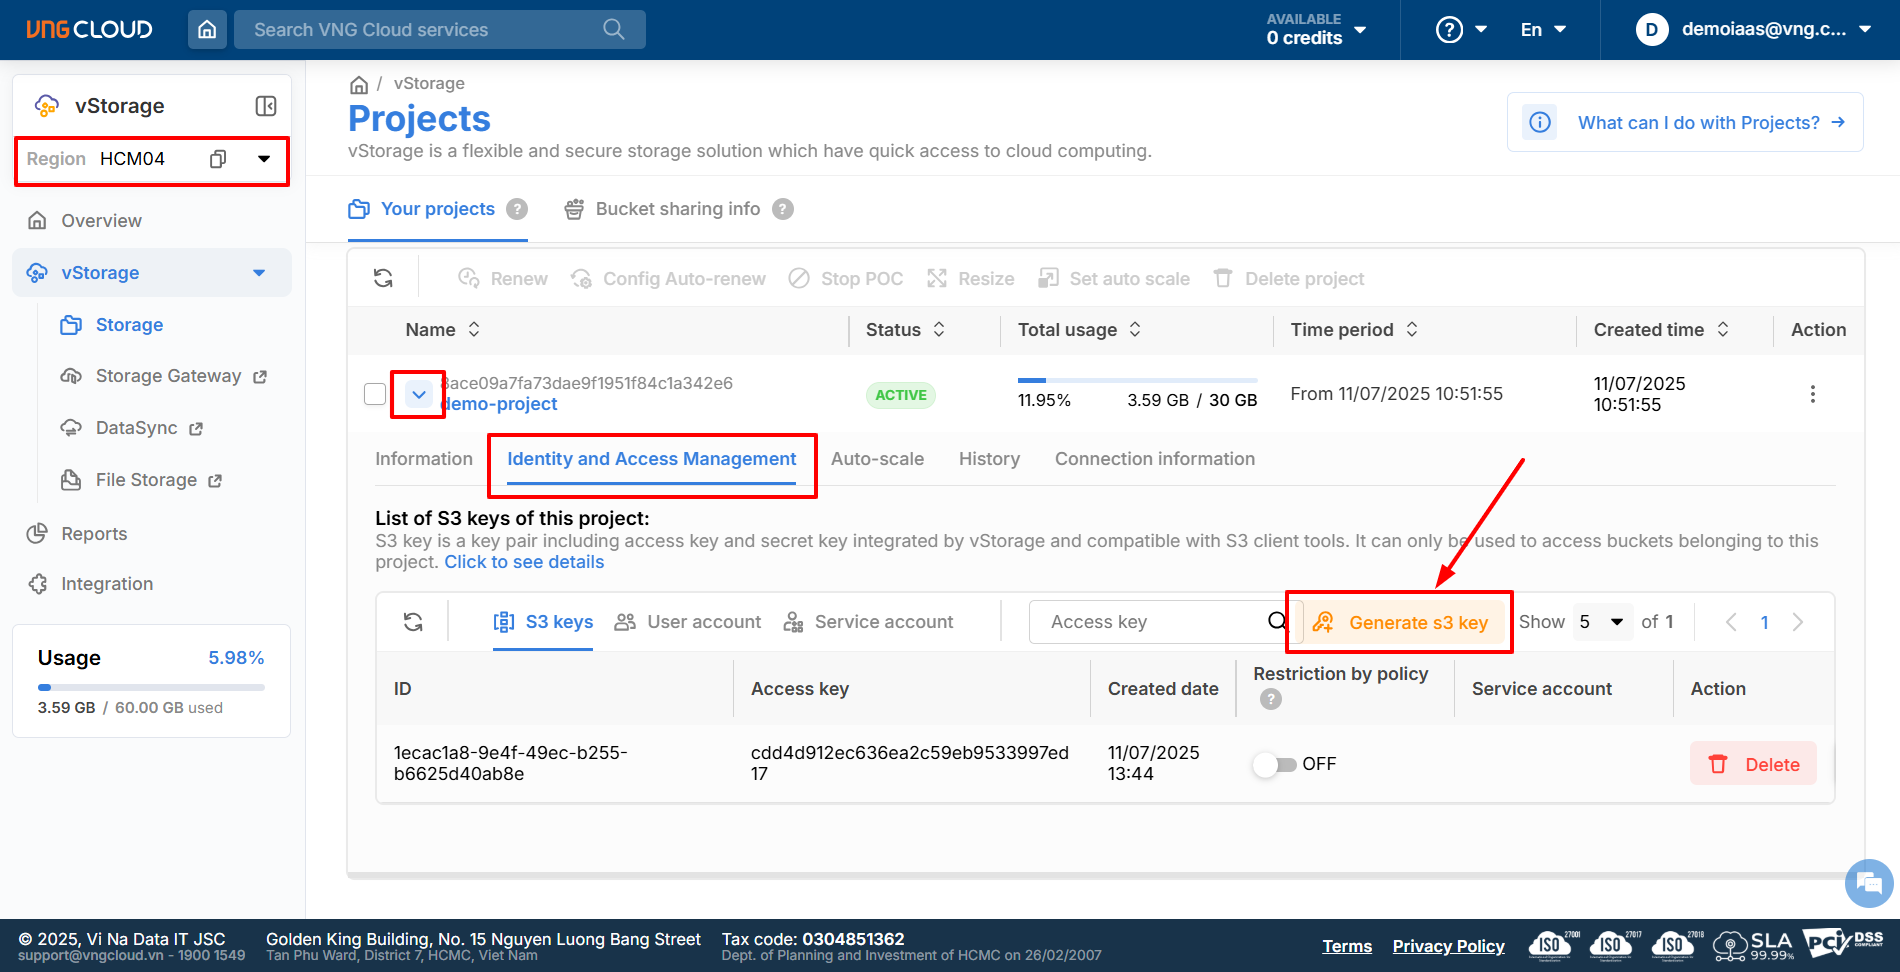 VNG CLOUD
Search VNG Cloud services
AVAILABLE
0 credits
?
En
D
demoiaas@vng.c...
vStorage
Region HCM04
Overview
vStorage
Storage
Storage Gateway
DataSync
File Storage
Reports
Integration
Usage 5.98%
3.59 GB / 60.00 GB used
/ vStorage
Projects
vStorage is a flexible and secure storage solution which have quick access to cloud computing.
What can I do with Projects?
Your projects ?
Bucket sharing info ?
Renew Config Auto-renew Stop POC Resize Set auto scale Delete project
Name Status Total usage Time period Created time Action
8ace09a7fa73dae9f1951f84c1a342e6
demo-project
ACTIVE
11.95% 3.59 GB / 30 GB
From 11/07/2025 10:51:55
11/07/2025
10:51:55
Information Identity and Access Management Auto-scale History Connection information
List of S3 keys of this project:
S3 key is a key pair including access key and secret key integrated by vStorage and compatible with S3 client tools. It can only be used to access buckets belonging to this
project. Click to see details
S3 keys User account Service account Access key Generate s3 key Show 5 of 1 1
ID Access key Created date Restriction by policy ? Service account Action
1ecac1a8-9e4f-49ec-b255-
b6625d40ab8e
cdd4d912ec636ea2c59eb9533997ed
17
11/07/2025
13:44
OFF
Delete
© 2025, Vi Na Data IT JSC
support@vngcloud.vn - 1900 1549
Golden King Building, No. 15 Nguyen Luong Bang Street
Tan Phu Ward, District 7, HCMC, Viet Nam
Tax code: 0304851362
Dept. of Planning and Investment of HCMC on 26/02/2007
Terms Privacy Policy
ISO 27001
ISO 27017
ISO 27018
SLA
99.99%
PCI DSS
COMPLIANT